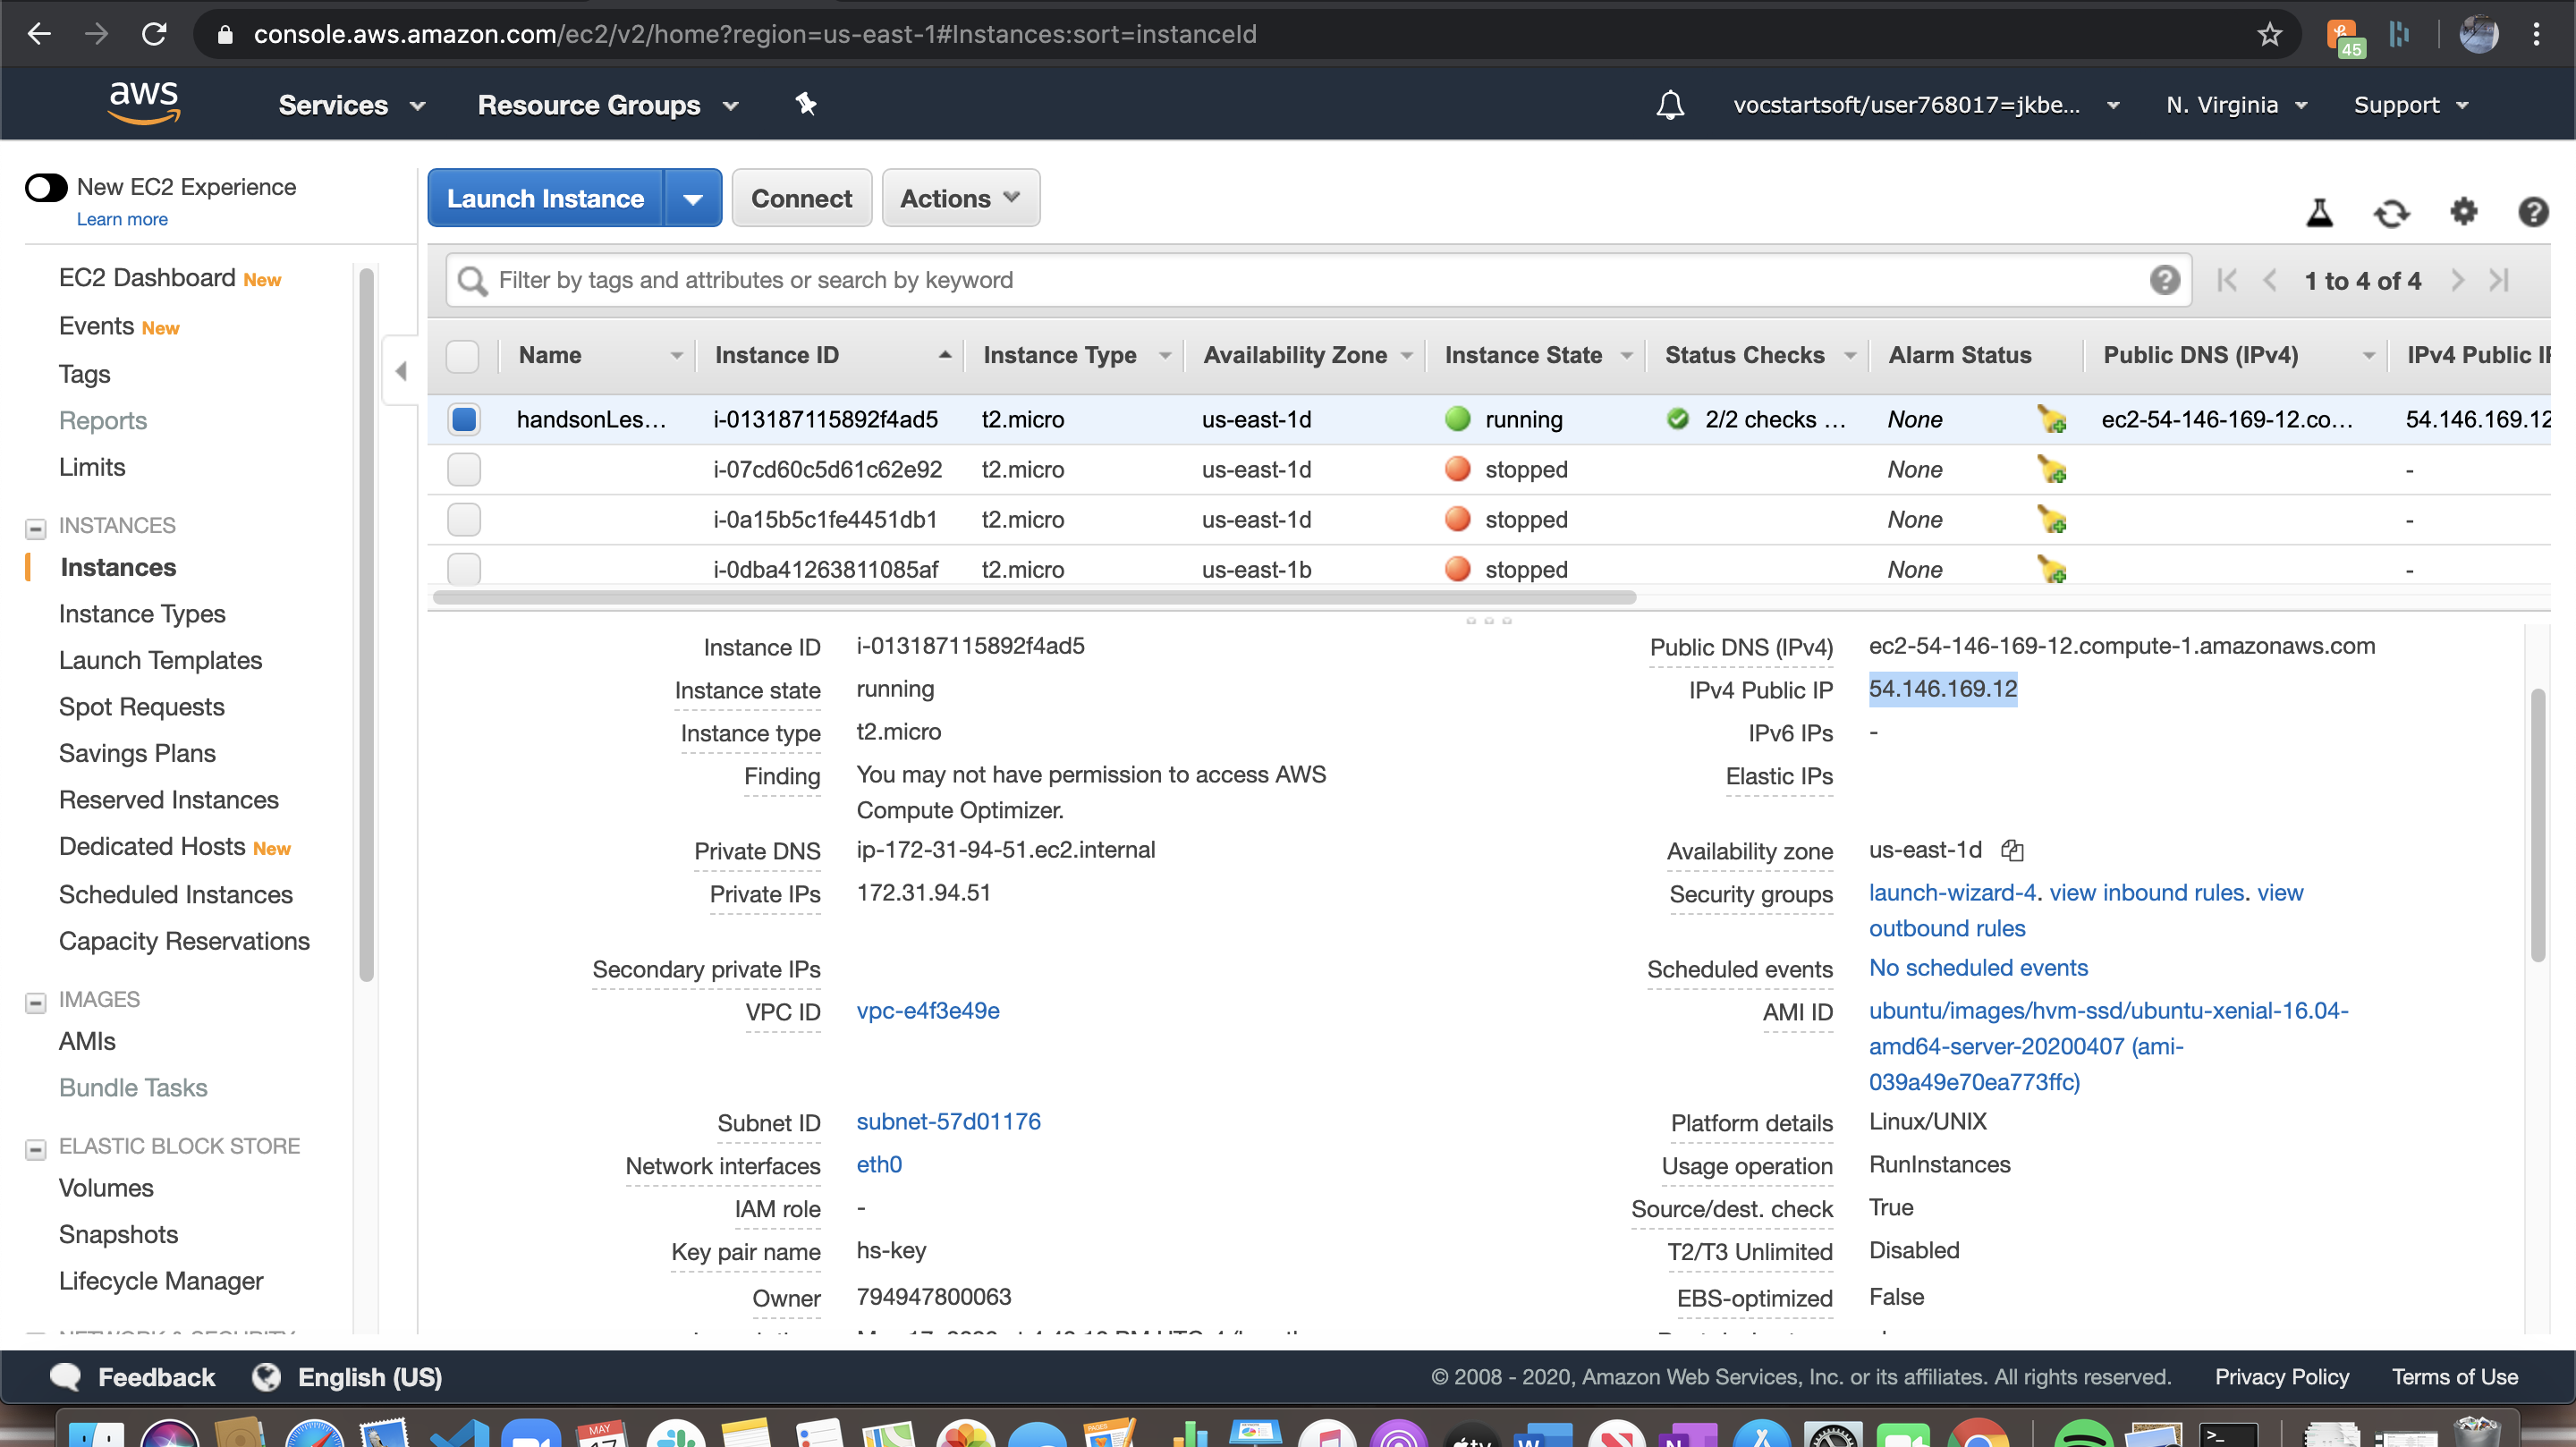 console.aws.amazon.com/ec2/v2/home?region=us-east-1#Instances:sort=instanceId
45
aws
Services
Resource Groups
vocstartsoft/user768017=jkbe...
N. Virginia
Support
New EC2 Experience
Learn more
Launch Instance
Connect
Actions
Filter by tags and attributes or search by keyword
1 to 4 of 4
Name Instance ID Instance Type Availability Zone Instance State Status Checks Alarm Status Public DNS (IPv4) IPv4 Public IP
handsonLes... i-013187115892f4ad5 t2.micro us-east-1d running 2/2 checks ... None ec2-54-146-169-12.co... 54.146.169.12
i-07cd60c5d61c62e92 t2.micro us-east-1d stopped None -
i-0a15b5c1fe4451db1 t2.micro us-east-1d stopped None -
i-0dba41263811085af t2.micro us-east-1b stopped None -
EC2 Dashboard New
Events New
Tags
Reports
Limits
INSTANCES
Instances
Instance Types
Launch Templates
Spot Requests
Savings Plans
Reserved Instances
Dedicated Hosts New
Scheduled Instances
Capacity Reservations
IMAGES
AMIs
Bundle Tasks
ELASTIC BLOCK STORE
Volumes
Snapshots
Lifecycle Manager
NETWORK & SECURITY
Instance ID i-013187115892f4ad5
Instance state running
Instance type t2.micro
Finding You may not have permission to access AWS
Compute Optimizer.
Private DNS ip-172-31-94-51.ec2.internal
Private IPs 172.31.94.51
Secondary private IPs
VPC ID vpc-e4f3e49e
Subnet ID subnet-57d01176
Network interfaces eth0
IAM role -
Key pair name hs-key
Owner 794947800063
Public DNS (IPv4) ec2-54-146-169-12.compute-1.amazonaws.com
IPv4 Public IP 54.146.169.12
IPv6 IPs -
Elastic IPs
Availability zone us-east-1d
Security groups launch-wizard-4. view inbound rules. view
outbound rules
Scheduled events No scheduled events
AMI ID ubuntu/images/hvm-ssd/ubuntu-xenial-16.04-
amd64-server-20200407 (ami-
039a49e70ea773ffc)
Platform details Linux/UNIX
Usage operation RunInstances
Source/dest. check True
T2/T3 Unlimited Disabled
EBS-optimized False
Feedback
English (US)
© 2008 - 2020, Amazon Web Services, Inc. or its affiliates. All rights reserved.
Privacy Policy
Terms of Use
MAY
17
PAGES